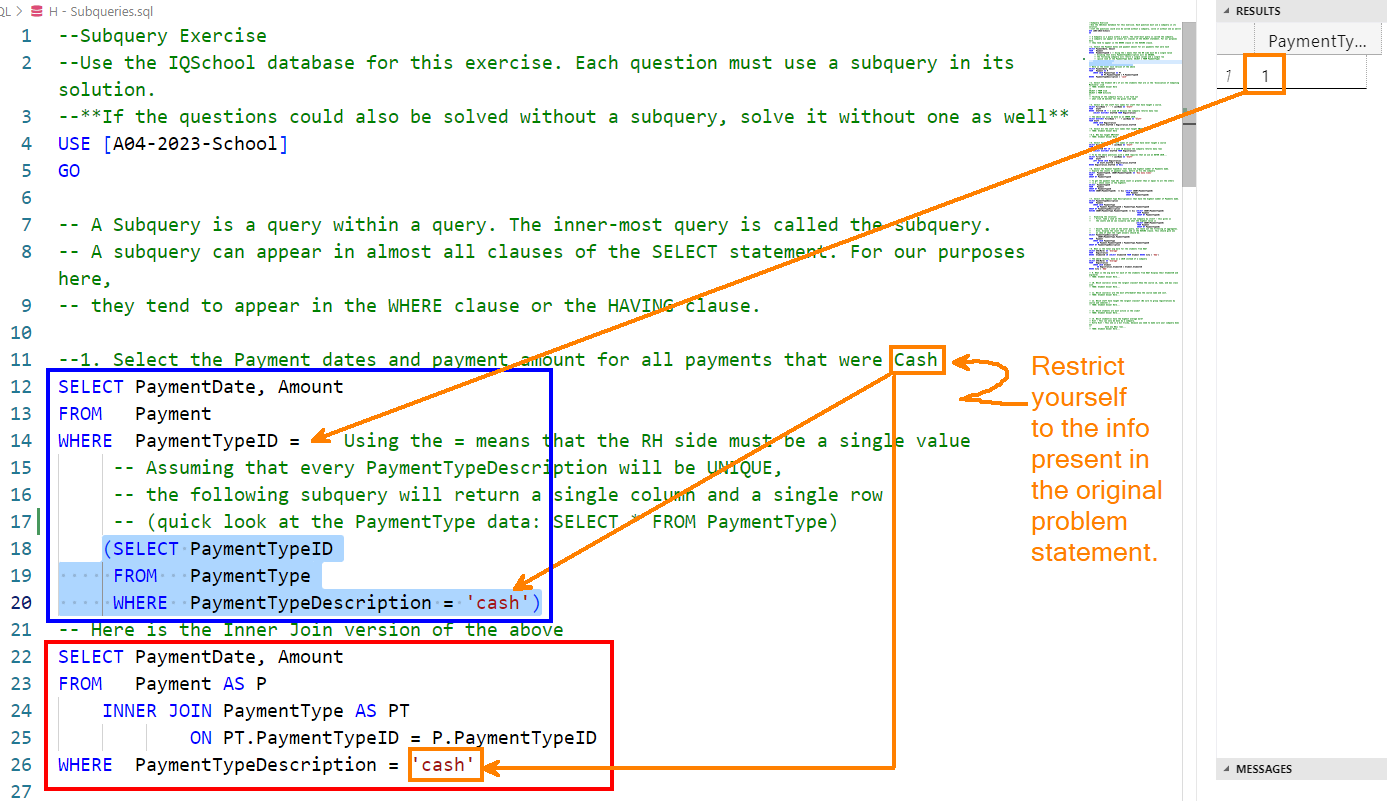 QL > H - Subqueries.sql
1 --Subquery Exercise
2 --Use the IQSchool database for this exercise. Each question must use a subquery in its
solution.
3 --**If the questions could also be solved without a subquery, solve it without one as well**
4 USE [A04-2023-School]
5 GO
6
7 -- A Subquery is a query within a query. The inner-most query is called the subquery.
8 -- A subquery can appear in almost all clauses of the SELECT statement. For our purposes
here,
9 -- they tend to appear in the WHERE clause or the HAVING clause.
10
11 --1. Select the Payment dates and payment amount for all payments that were Cash
12 SELECT PaymentDate, Amount
13 FROM Payment
14 WHERE PaymentTypeID = Using the = means that the RH side must be a single value
15 -- Assuming that every PaymentTypeDescription will be UNIQUE,
16 -- the following subquery will return a single column and a single row
17 -- (quick look at the PaymentType data: SELECT * FROM PaymentType)
18 (SELECT PaymentTypeID
19 FROM PaymentType
20 WHERE PaymentTypeDescription = 'cash')
21 -- Here is the Inner Join version of the above
22 SELECT PaymentDate, Amount
23 FROM Payment AS P
24 INNER JOIN PaymentType AS PT
25 ON PT.PaymentTypeID = P.PaymentTypeID
26 WHERE PaymentTypeDescription = 'cash'
27
Restrict
yourself
to the info
present in
the original
problem
statement.
RESULTS
PaymentTy...
1 1
MESSAGES